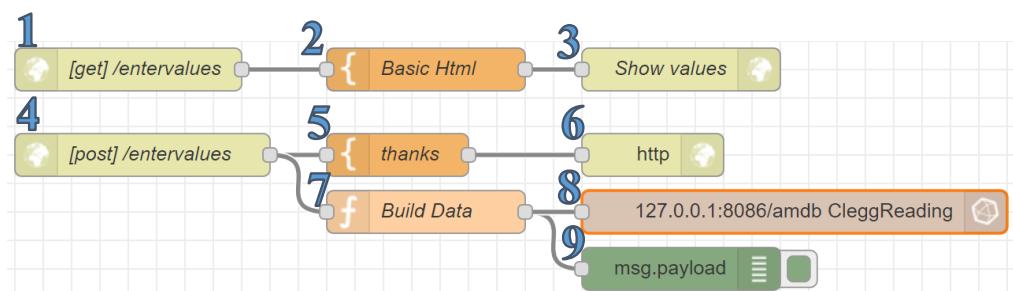 1
2
3
[get] /entervalues
Basic Html
Show values
4
5
6
[post] /entervalues
thanks
http
7
8
Build Data
127.0.0.1:8086/amdb CleggReading
9
msg.payload